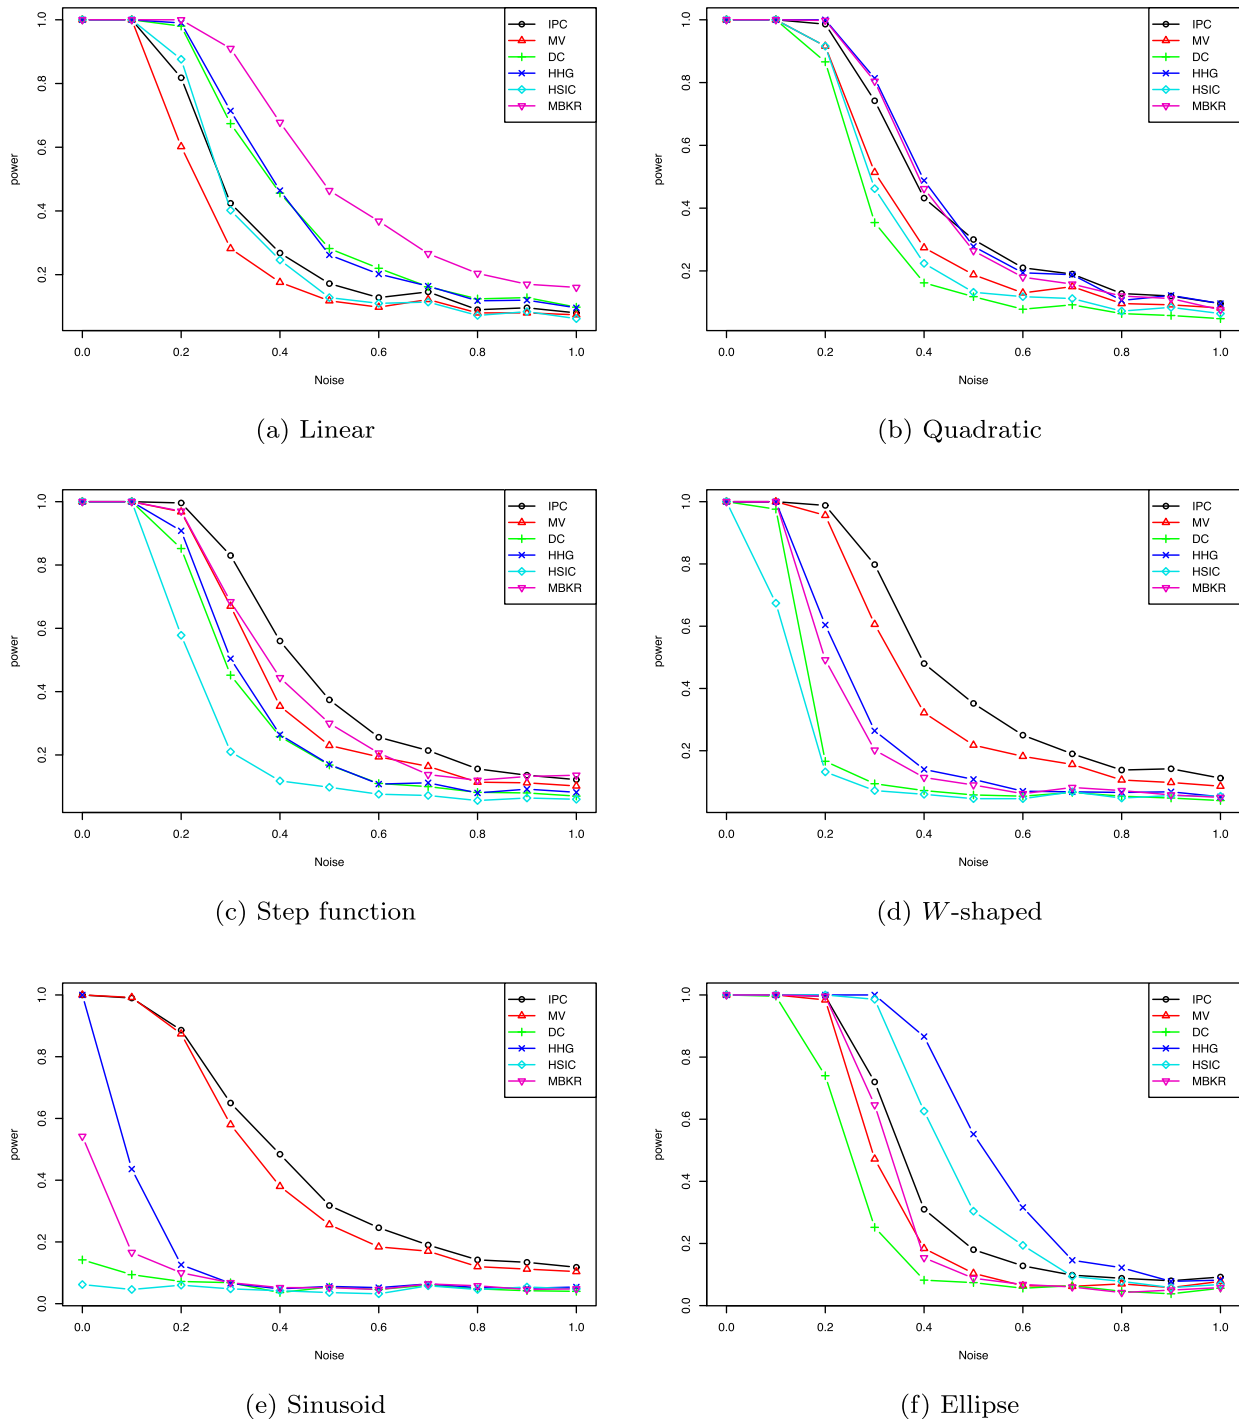 IPC
MV
DC
HHG
HSIC
MBKR
power
0.2 0.4 0.6 0.8 1.0
0.0 0.2 0.4 0.6 0.8 1.0
Noise
(a) Linear
IPC
MV
DC
HHG
HSIC
MBKR
power
0.2 0.4 0.6 0.8 1.0
0.0 0.2 0.4 0.6 0.8 1.0
Noise
(b) Quadratic
IPC
MV
DC
HHG
HSIC
MBKR
power
0.2 0.4 0.6 0.8 1.0
0.0 0.2 0.4 0.6 0.8 1.0
Noise
(c) Step function
IPC
MV
DC
HHG
HSIC
MBKR
power
0.2 0.4 0.6 0.8 1.0
0.0 0.2 0.4 0.6 0.8 1.0
Noise
(d) W-shaped
IPC
MV
DC
HHG
HSIC
MBKR
power
0.0 0.2 0.4 0.6 0.8 1.0
0.0 0.2 0.4 0.6 0.8 1.0
Noise
(e) Sinusoid
IPC
MV
DC
HHG
HSIC
MBKR
power
0.0 0.2 0.4 0.6 0.8 1.0
0.0 0.2 0.4 0.6 0.8 1.0
Noise
(f) Ellipse